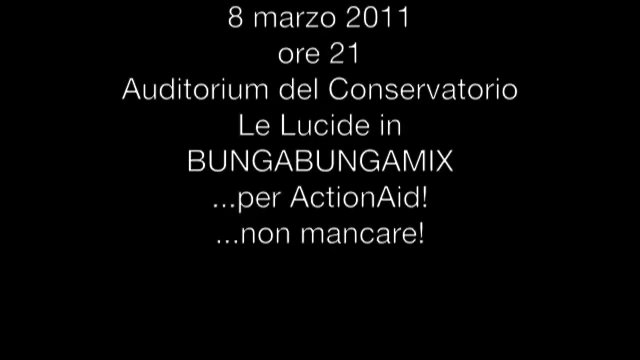 8 marzo 2011
ore 21
Auditorium del Conservatorio
Le Lucide in
BUNGABUNGAMIX
...per ActionAid!
...non mancare!